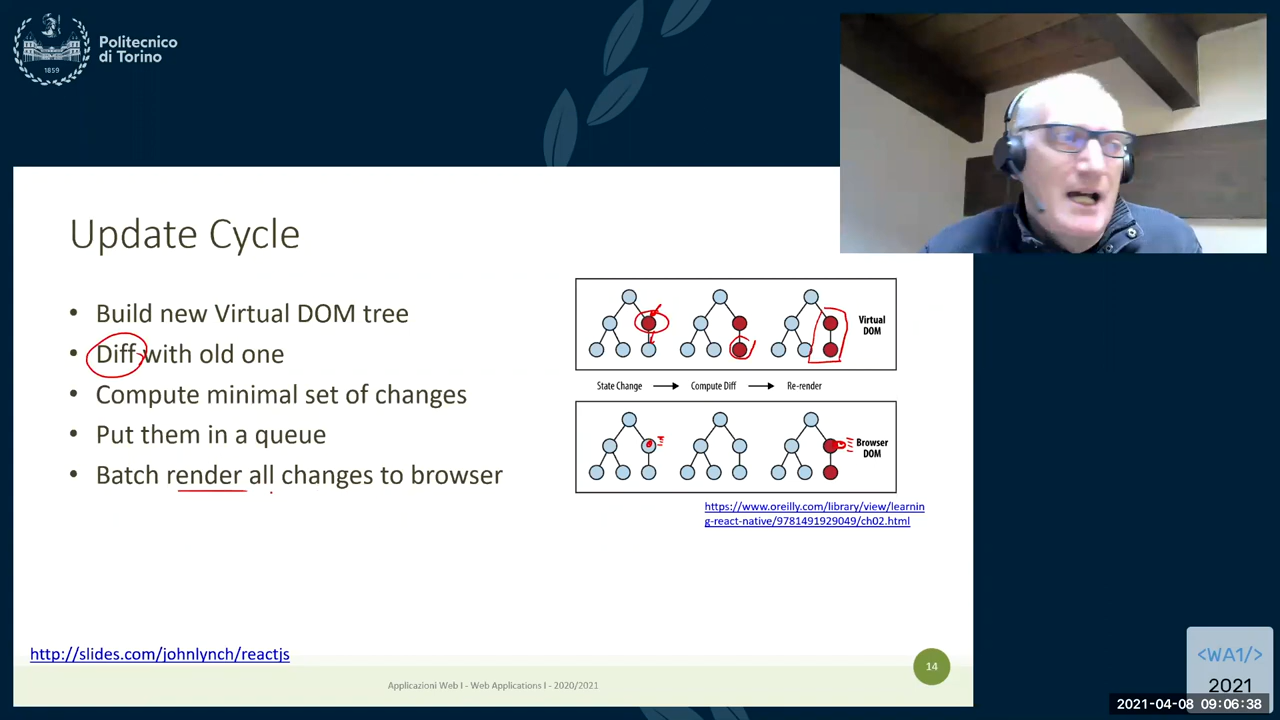 Politecnico
di Torino
1859
Update Cycle
• Build new Virtual DOM tree
• Diff with old one
• Compute minimal set of changes
• Put them in a queue
• Batch render all changes to browser
Virtual
DOM
State Change
Compute Diff
Re-render
Browser
DOM
https://www.oreilly.com/library/view/learnin
g-react-native/9781491929049/ch02.html
http://slides.com/johnlynch/reactjs
Applicazioni Web I - Web Applications I - 2020/2021
14
<WA1/>
2021
2021-04-08 09:06:38